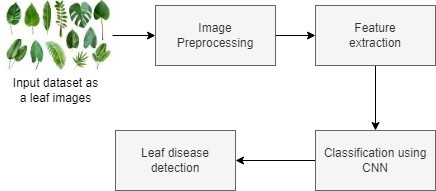 Input dataset as
a leaf images
Image
Preprocessing
Feature
extraction
Classification using
CNN
Leaf disease
detection